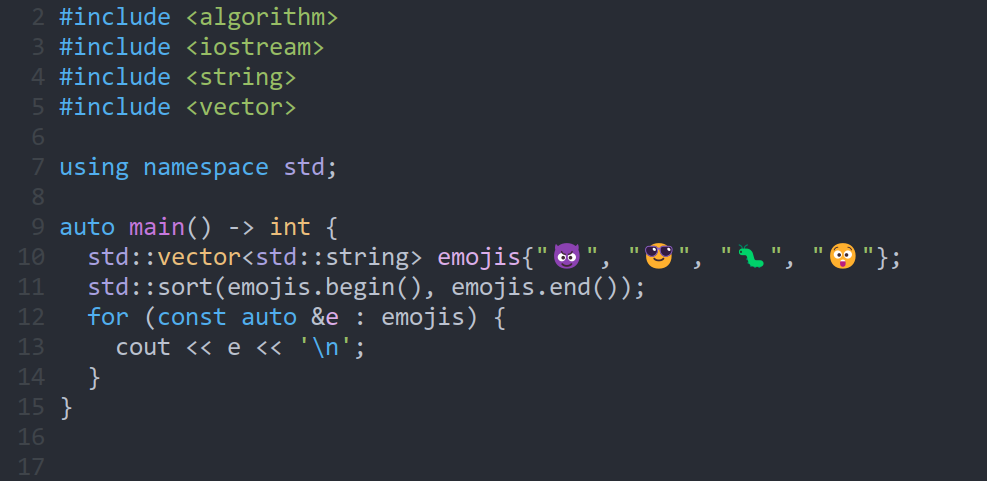 2 #include <algorithm>
3 #include <iostream>
4 #include <string>
5 #include <vector>
6
7 using namespace std;
8
9 auto main() -> int {
10   std::vector<std::string> emojis{"👿", "😎", "🐛", "😲"};
11   std::sort(emojis.begin(), emojis.end());
12   for (const auto &e : emojis) {
13     cout << e << '\n';
14   }
15 }
16
17